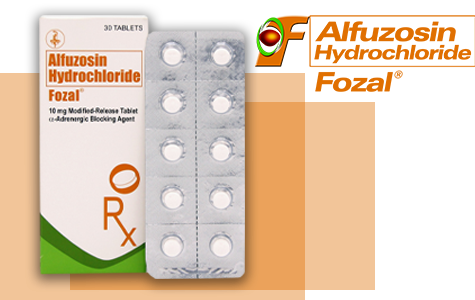 30 TABLETS
Alfuzosin
Hydrochloride
Fozal®
10 mg Modified-Release Tablet
α-Adrenergic Blocking Agent
Rx
F Alfuzosin
Hydrochloride
Fozal®